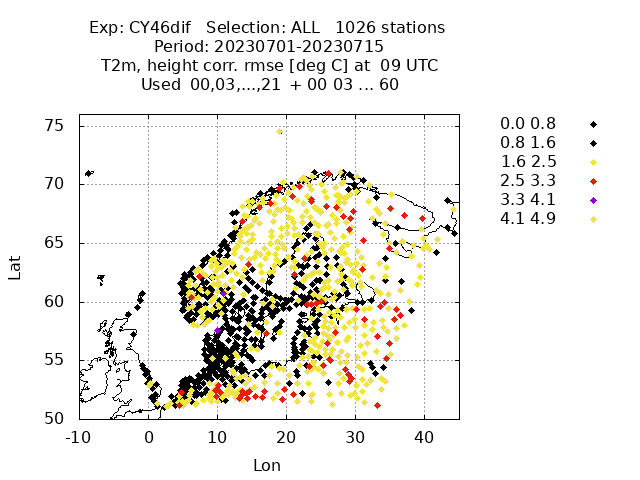 Exp: CY46dif   Selection: ALL   1026 stations
Period: 20230701-20230715
T2m, height corr. rmse [deg C] at  09 UTC
Used  00,03,...,21  + 00 03 ... 60
0.0 0.8
0.8 1.6
1.6 2.5
2.5 3.3
3.3 4.1
4.1 4.9
75
70
65
60
55
50
Lat
-10 0 10 20 30 40
Lon